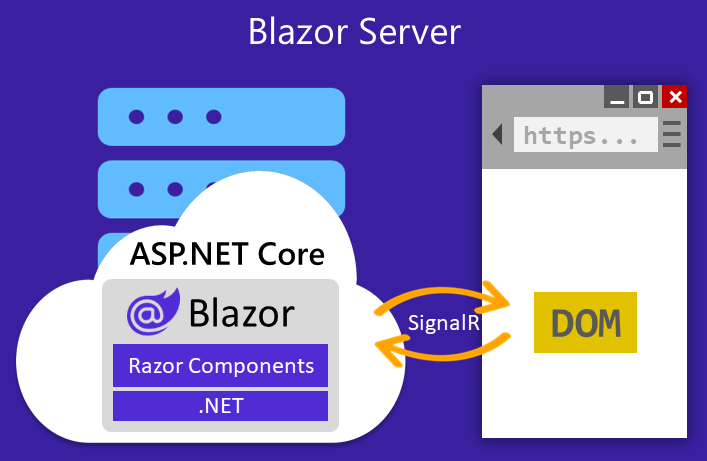 Blazor Server
https...
ASP.NET Core
@ Blazor
Razor Components
.NET
SignalR
DOM